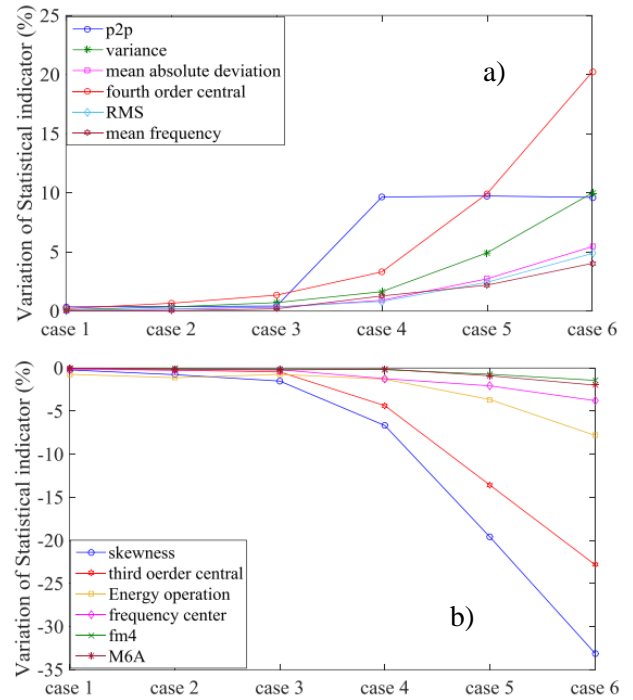 25
20
15
10
5
0
Variation of Statistical indicator (%)
p2p
variance
mean absolute deviation
fourth order central
RMS
mean frequency
a)
case 1 case 2 case 3 case 4 case 5 case 6
0
-5
-10
-15
-20
-25
-30
-35
Variation of Statistical indicator (%)
skewness
third oerder central
Energy operation
frequency center
fm4
M6A
b)
case 1 case 2 case 3 case 4 case 5 case 6